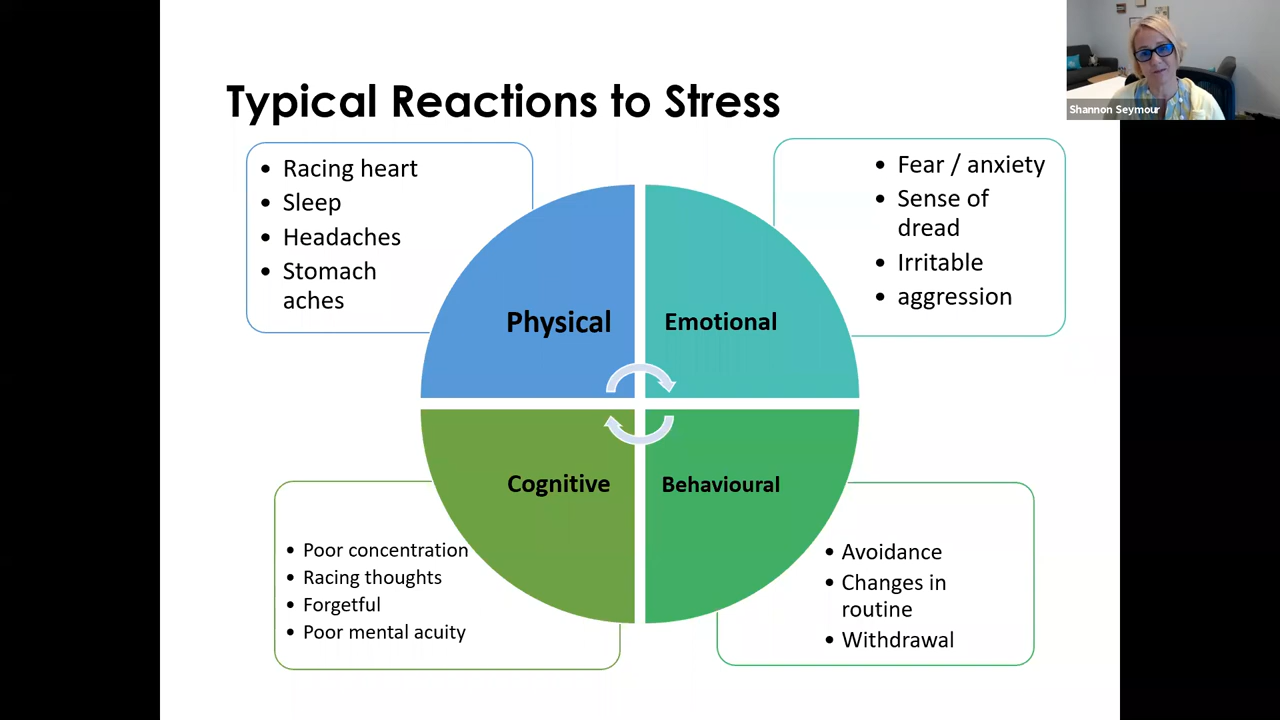 Shannon Seymour
Typical Reactions to Stress
• Racing heart
• Sleep
• Headaches
• Stomach
aches
• Fear / anxiety
• Sense of
dread
• Irritable
• aggression
Physical
Emotional
Cognitive
Behavioural
• Poor concentration
• Racing thoughts
• Forgetful
• Poor mental acuity
• Avoidance
• Changes in
routine
• Withdrawal